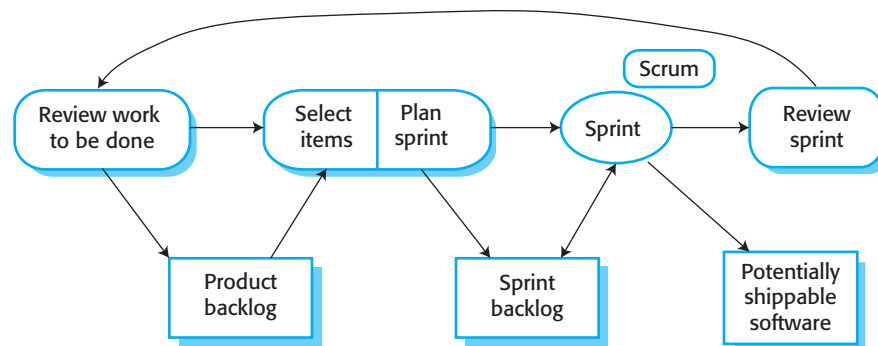 Scrum
Review work
to be done
Select
items
Plan
sprint
Sprint
Review
sprint
Product
backlog
Sprint
backlog
Potentially
shippable
software